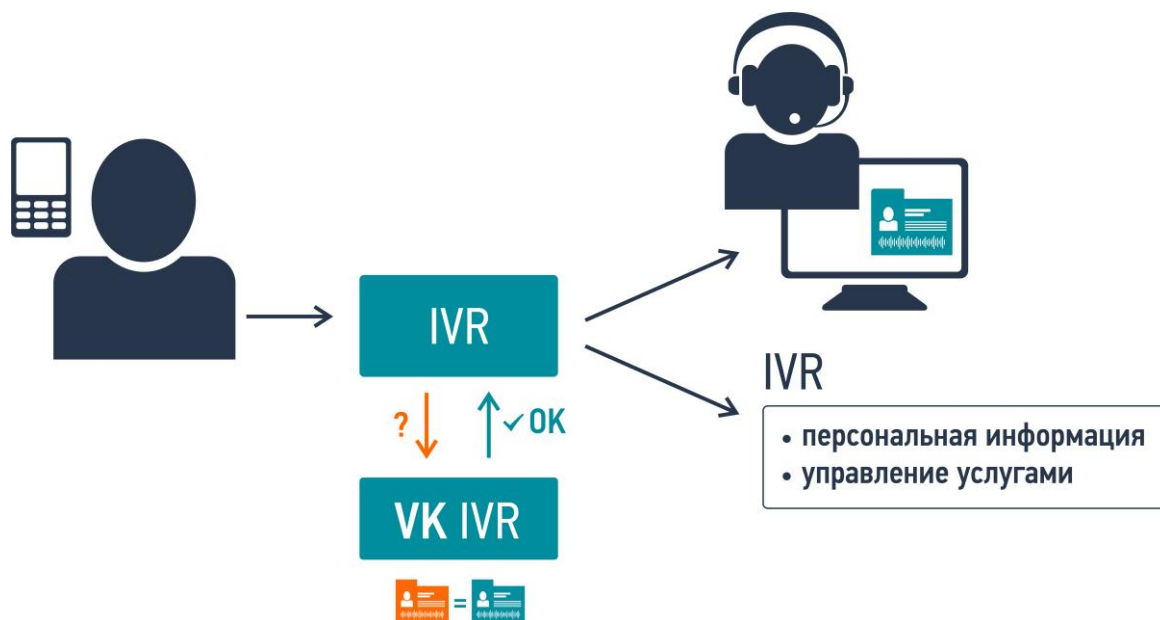 IVR
?
✓ OK
VK IVR
=
IVR
• персональная информация
• управление услугами